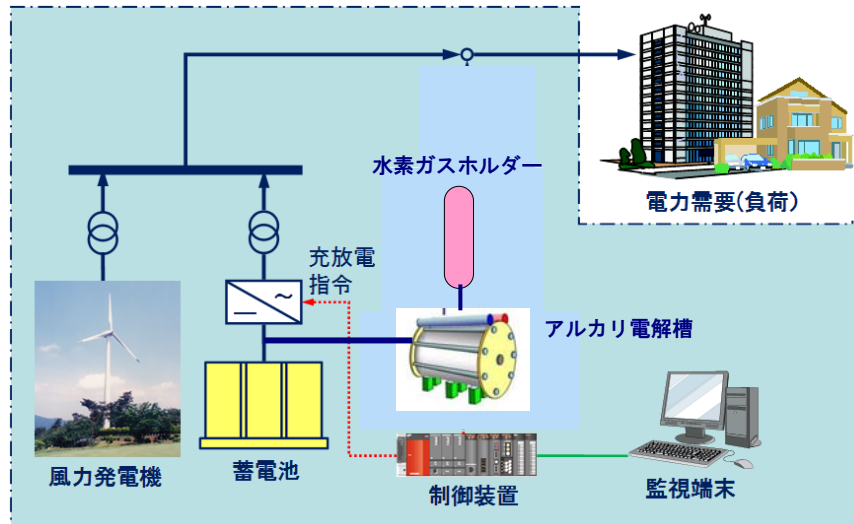 水素ガスホルダー
電力需要(負荷)
充放電
指令
アルカリ電解槽
風力発電機
蓄電池
制御装置
監視端末